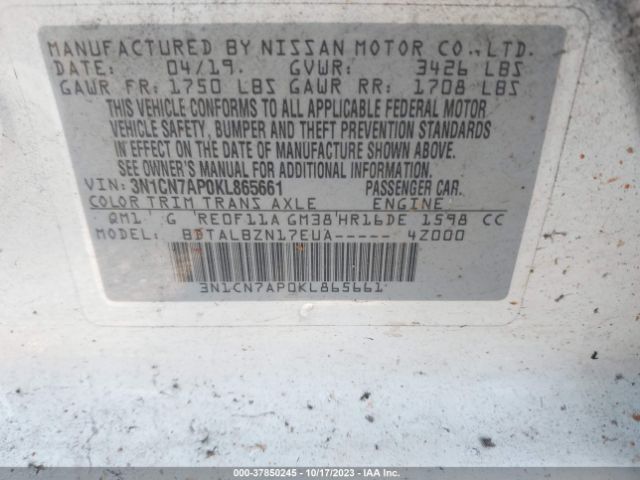 MANUFACTURED BY NISSAN MOTOR CO., LTD.
DATE: 04/19. GVWR: 3426 LBS
GAWR FR: 1750 LBS GAWR RR: 1708 LBS
THIS VEHICLE CONFORMS TO ALL APPLICABLE FEDERAL MOTOR
VEHICLE SAFETY, BUMPER AND THEFT PREVENTION STANDARDS
IN EFFECT ON THE DATE OF MANUFACTURE SHOWN ABOVE.
SEE OWNER'S MANUAL FOR ADDITIONAL INFORMATION.
VIN: 3N1CN7AP0KL865661 PASSENGER CAR.
COLOR TRIM TRANS AXLE ENGINE
QM1 G RE0F11A GM38 HR16DE 1598 CC
MODEL: BDTALBZN17EUA----- 4Z000
3N1CN7AP0KL865661
000-37850245 - 10/17/2023 - IAA Inc.